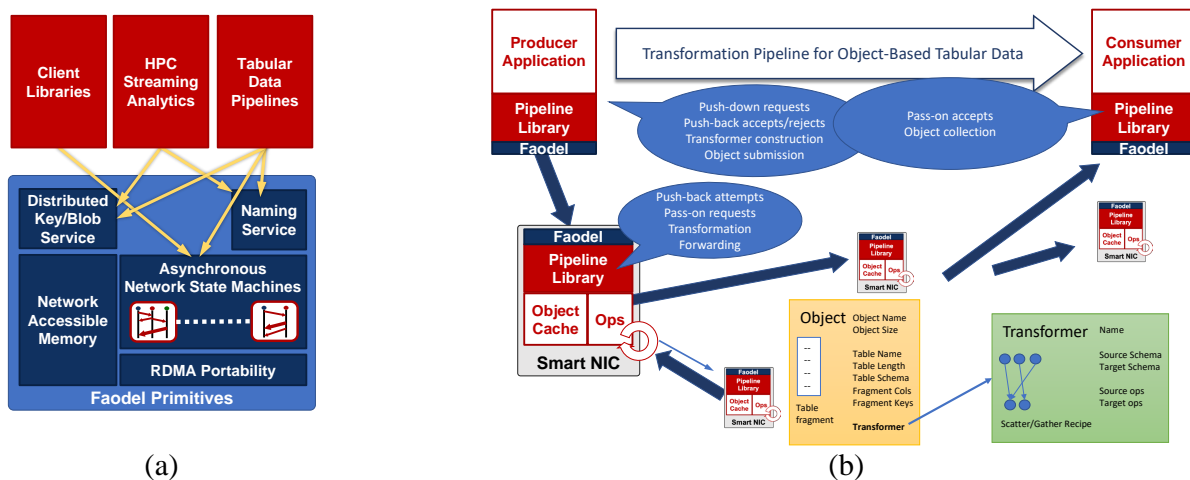 Client
Libraries
HPC
Streaming
Analytics
Tabular
Data
Pipelines
Distributed
Key/Blob
Service
Naming
Service
Network
Accessible
Memory
Asynchronous
Network State Machines
RDMA Portability
Faodel Primitives
(a)
Producer
Application
Pipeline
Library
Faodel
Transformation Pipeline for Object-Based Tabular Data
Consumer
Application
Pipeline
Library
Faodel
Push-down requests
Push-back accepts/rejects
Transformer construction
Object submission
Pass-on accepts
Object collection
Push-back attempts
Pass-on requests
Transformation
Forwarding
Faodel
Pipeline
Library
Object
Cache
Ops
Smart NIC
Faodel
Pipeline
Library
Object
Cache
Ops
Smart NIC
Faodel
Pipeline
Library
Object
Cache
Ops
Smart NIC
Faodel
Pipeline
Library
Object
Cache
Ops
Smart NIC
Object
Object Name
Object Size
--
--
--
--
Table
fragment
Table Name
Table Length
Table Schema
Fragment Cols
Fragment Keys
Transformer
Transformer
Name
Source Schema
Target Schema
Source ops
Target ops
Scatter/Gather Recipe
(b)